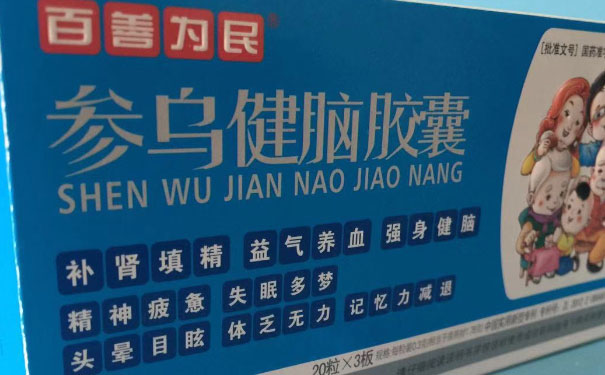 百善为民®
[批准文号] 国药准
参乌健脑胶囊
SHEN WU JIAN NAO JIAO NANG
补肾填精 益气养血 强身健脑
精神疲惫 失眠多梦
头晕目眩 体乏无力 记忆力减退
20粒×3板